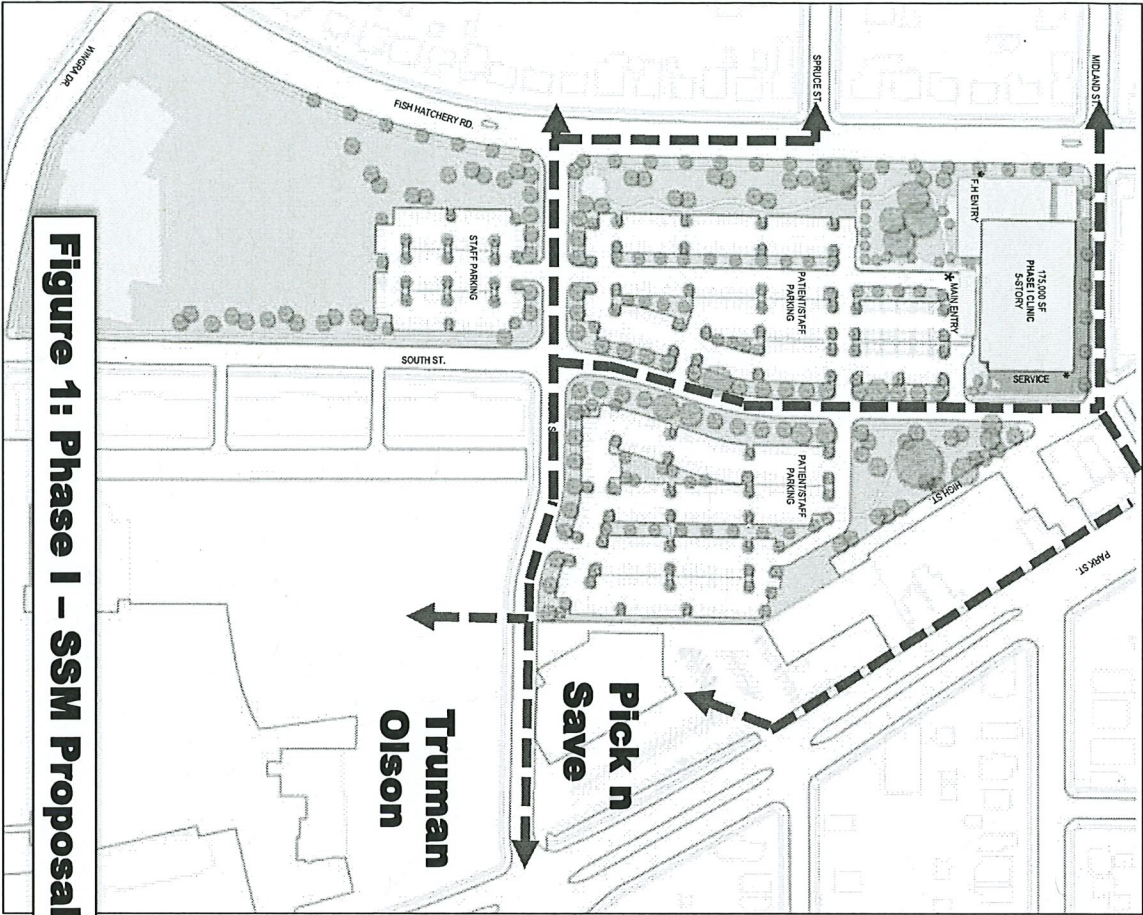 WINGRA DR
FISH HATCHERY RD.
SPRUCE ST.
MIDLAND ST.
* F.H ENTRY
175,000 SF
PHASE I CLINIC
5-STORY
* MAIN ENTRY
SERVICE *
STAFF PARKING
PATIENT/STAFF
PARKING
SOUTH ST.
PATIENT/STAFF
PARKING
HIGH ST.
PARK ST.
Pick n
Save
Truman
Olson
Figure 1: Phase I – SSM Proposal